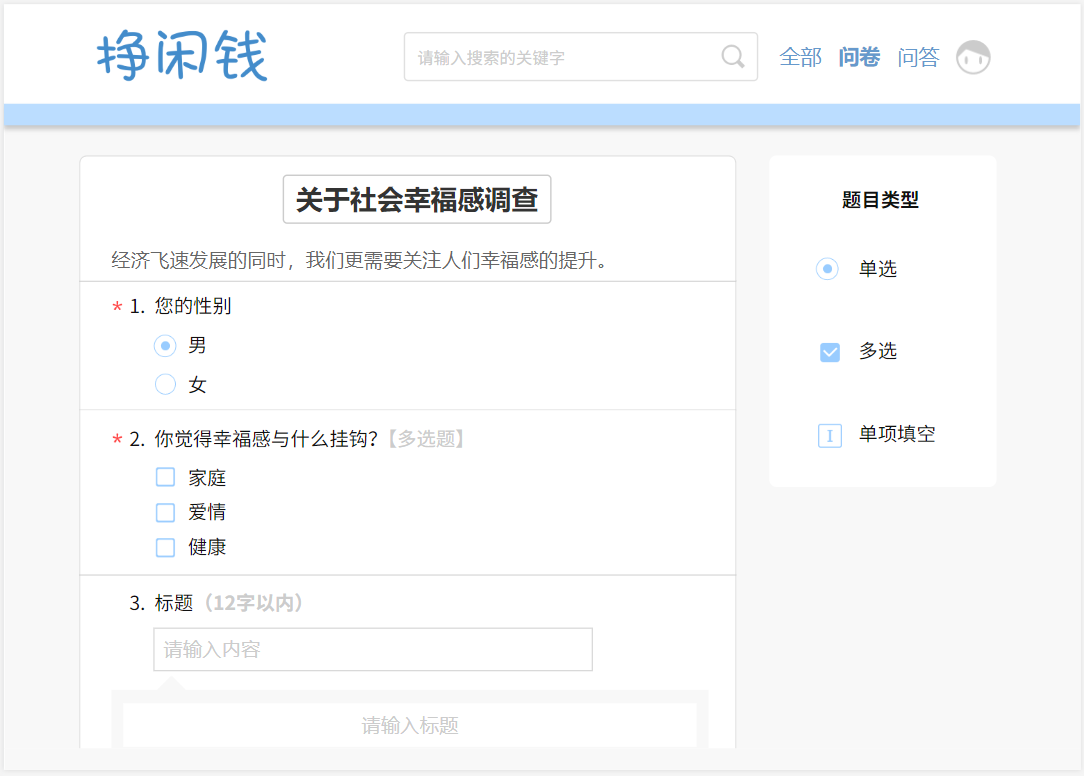 挣闲钱
请输入搜索的关键字
全部 问卷 问答
关于社会幸福感调查
经济飞速发展的同时，我们更需要关注人们幸福感的提升。
* 1. 您的性别
男
女
* 2. 你觉得幸福感与什么挂钩？【多选题】
家庭
爱情
健康
3. 标题（12字以内）
请输入内容
请输入标题
题目类型
单选
多选
I 单项填空